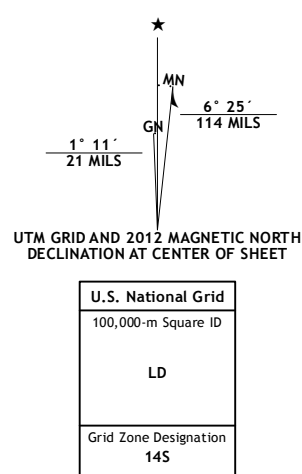 ★
MN
GN
6° 25´
114 MILS
1° 11´
21 MILS
UTM GRID AND 2012 MAGNETIC NORTH
DECLINATION AT CENTER OF SHEET
U.S. National Grid
100,000-m Square ID
LD
Grid Zone Designation
14S